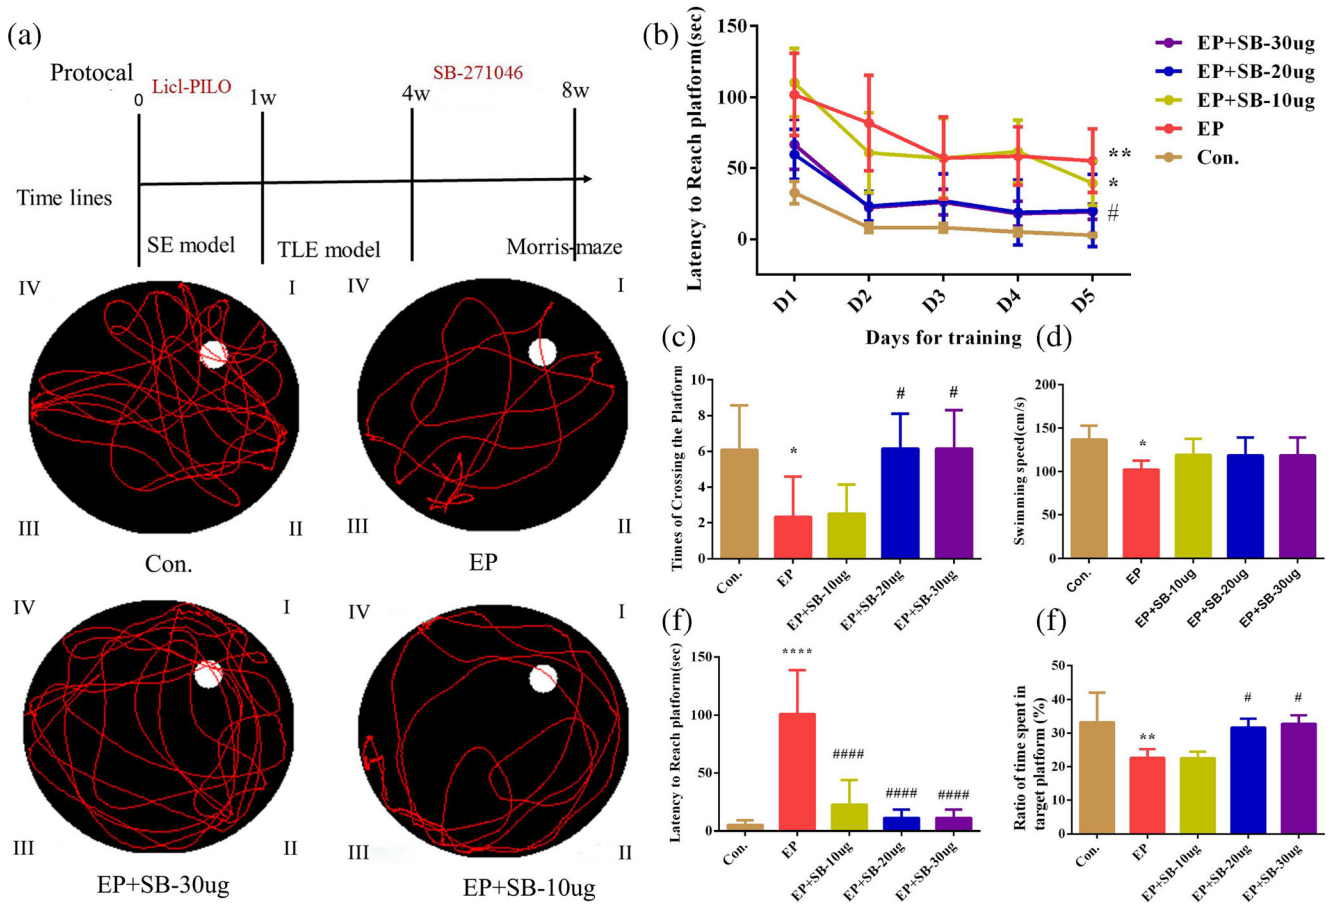 (a)
Protocal
Licl-PILO
SB-271046
0
1w
4w
8w
Time lines
SE model
TLE model
Morris-maze
IV
I
III
II
Con.
IV
I
III
II
EP
IV
I
III
II
EP+SB-30ug
IV
I
III
II
EP+SB-10ug
(b)
Latency to Reach platform(sec)
150
100
50
0
D1
D2
D3
D4
D5
Days for training
**
*
#
EP+SB-30ug
EP+SB-20ug
EP+SB-10ug
EP
Con.
(c)
Times of Crossing the Platform
10
8
6
4
2
0
*
#
#
Con.
EP
EP+SB-10ug
EP+SB-20ug
EP+SB-30ug
(d)
Swimming speed(cm/s)
200
150
100
50
0
*
Con.
EP
EP+SB-10ug
EP+SB-20ug
EP+SB-30ug
(f)
Latency to Reach platform(sec)
150
100
50
0
****
####
####
####
Con.
EP
EP+SB-10ug
EP+SB-20ug
EP+SB-30ug
(f)
Ratio of time spent in
target platform (%)
50
40
30
20
10
0
**
#
#
Con.
EP
EP+SB-10ug
EP+SB-20ug
EP+SB-30ug